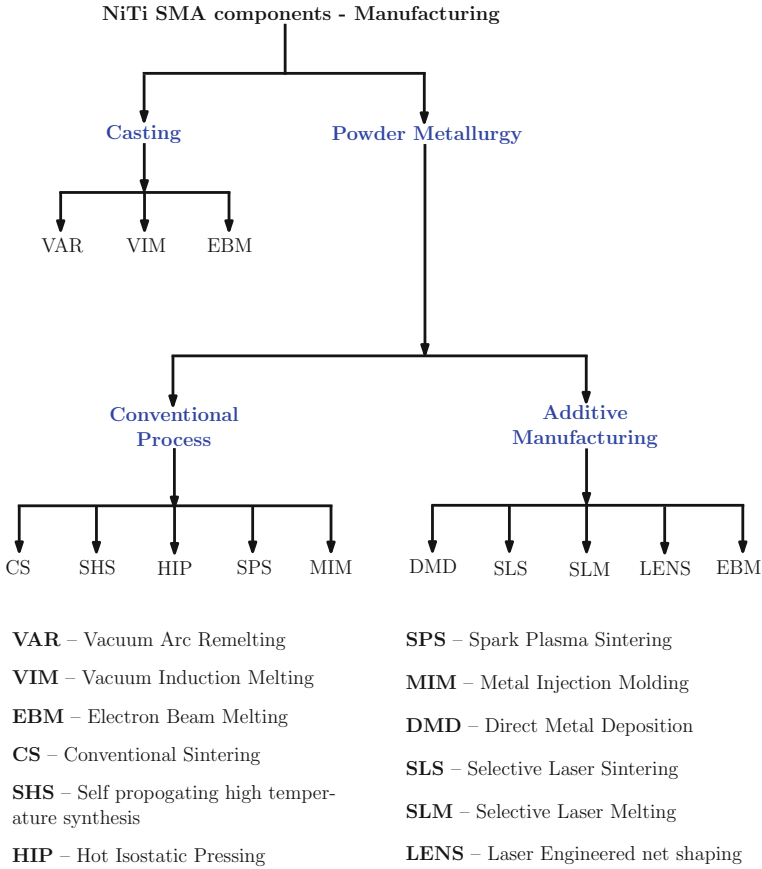 NiTi SMA components - Manufacturing
Casting
Powder Metallurgy
VAR
VIM
EBM
Conventional
Process
Additive
Manufacturing
CS
SHS
HIP
SPS
MIM
DMD
SLS
SLM
LENS
EBM
VAR – Vacuum Arc Remelting
VIM – Vacuum Induction Melting
EBM – Electron Beam Melting
CS – Conventional Sintering
SHS – Self propogating high temper-
ature synthesis
HIP – Hot Isostatic Pressing
SPS – Spark Plasma Sintering
MIM – Metal Injection Molding
DMD – Direct Metal Deposition
SLS – Selective Laser Sintering
SLM – Selective Laser Melting
LENS – Laser Engineered net shaping